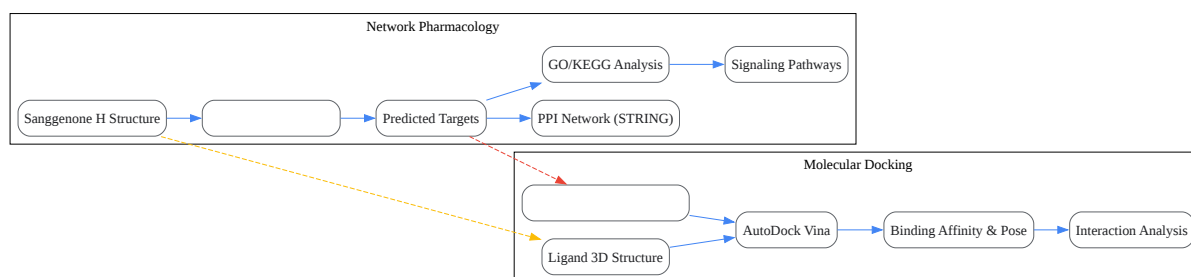 Network Pharmacology
GO/KEGG Analysis
Signaling Pathways
Sanggenone H Structure
Predicted Targets
PPI Network (STRING)
Molecular Docking
AutoDock Vina
Binding Affinity & Pose
Interaction Analysis
Ligand 3D Structure